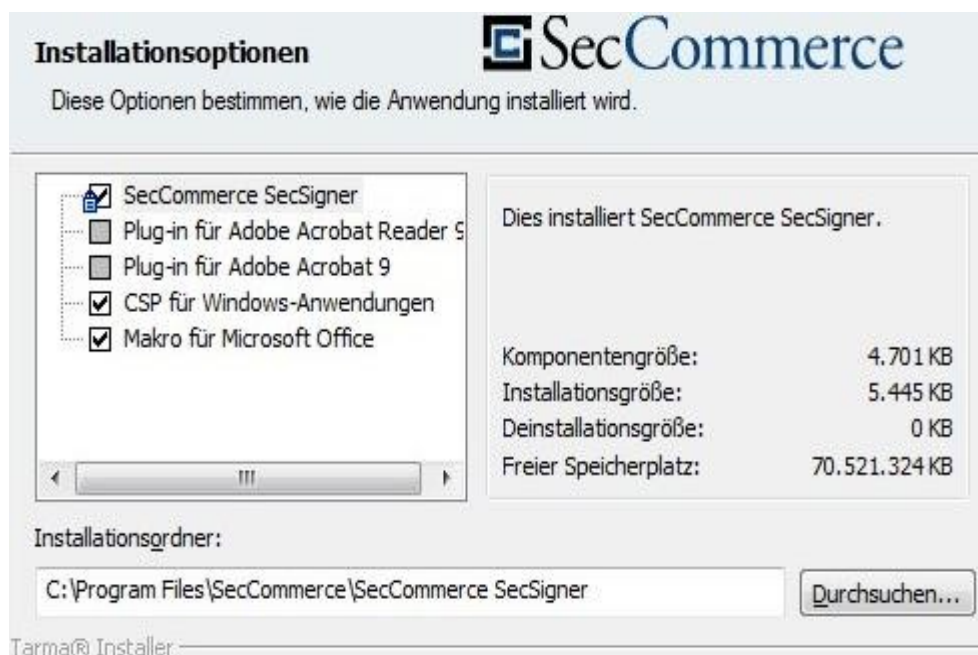 Installationsoptionen
SecCommerce
Diese Optionen bestimmen, wie die Anwendung installiert wird.
SecCommerce SecSigner
Plug-in für Adobe Acrobat Reader 9
Plug-in für Adobe Acrobat 9
CSP für Windows-Anwendungen
Makro für Microsoft Office
Dies installiert SecCommerce SecSigner.
Komponentengröße: 4.701 KB
Installationsgröße: 5.445 KB
Deinstallationsgröße: 0 KB
Freier Speicherplatz: 70.521.324 KB
Installationsordner:
C:\Program Files\SecCommerce\SecCommerce SecSigner
Durchsuchen...
Tarma® Installer